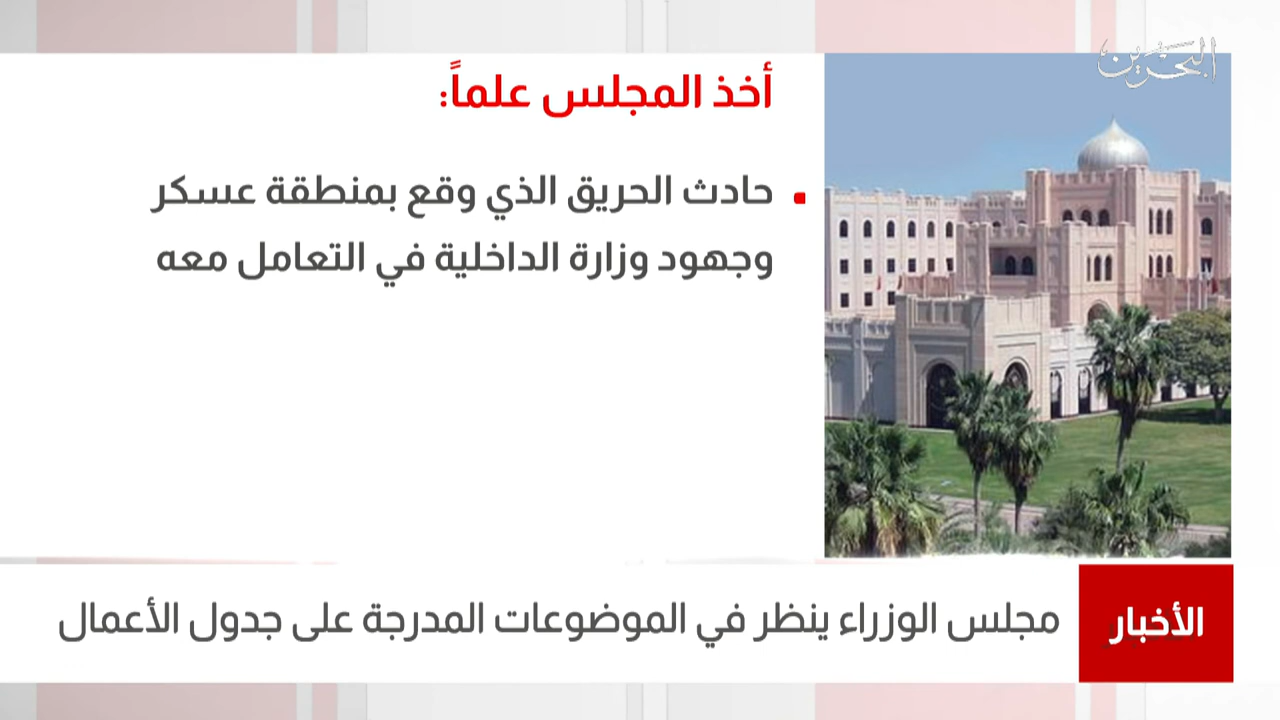 البحرين
أخذ المجلس علماً:
حادث الحريق الذي وقع بمنطقة عسكر
وجهود وزارة الداخلية في التعامل معه
الأخبار
مجلس الوزراء ينظر في الموضوعات المدرجة على جدول الأعمال